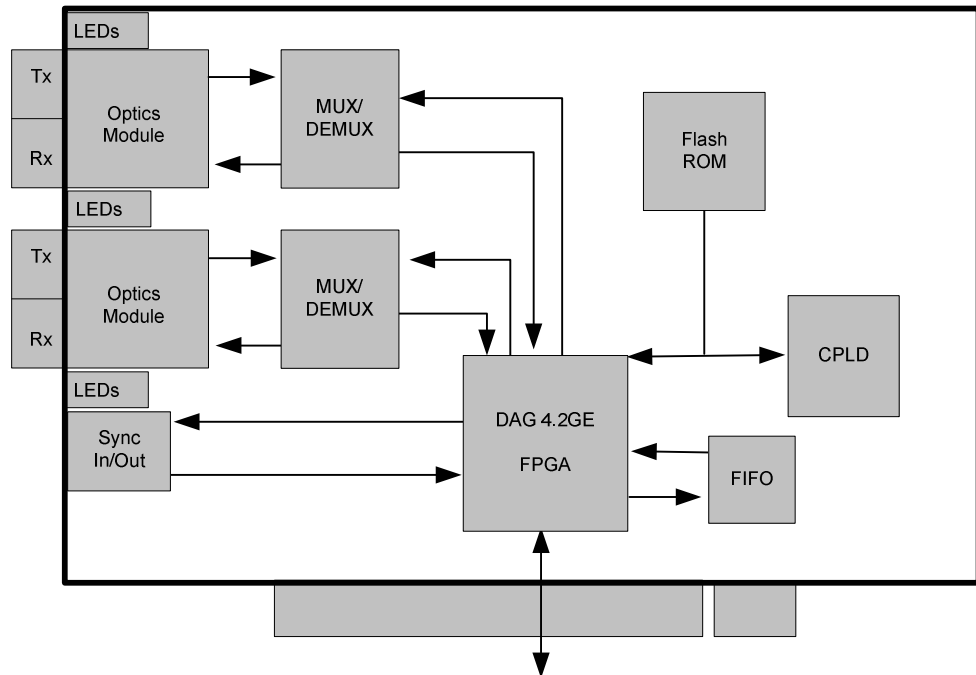 LEDs
Tx
Rx
Optics
Module
MUX/
DEMUX
Flash
ROM
LEDs
Tx
Rx
Optics
Module
MUX/
DEMUX
CPLD
LEDs
Sync
In/Out
DAG 4.2GE
FPGA
FIFO